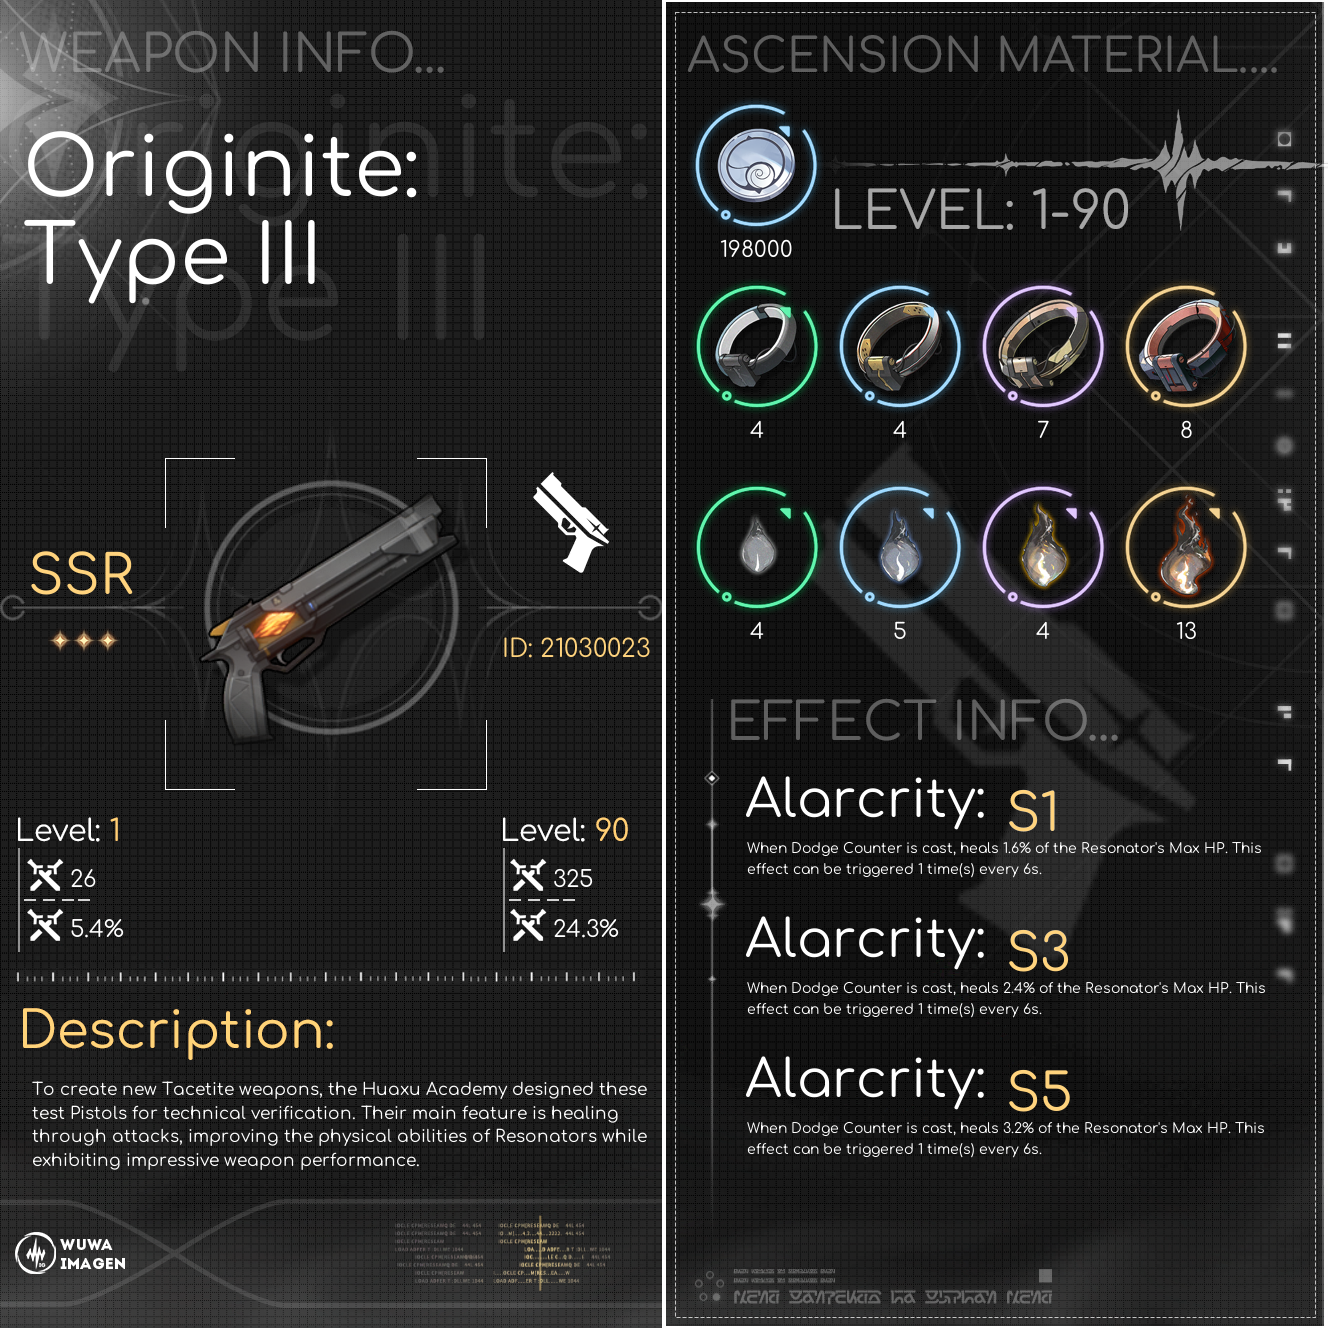 WEAPON INFO...
Originite:
Type III
SSR
ID: 21030023
Level: 1
26
5.4%
Level: 90
325
24.3%
Description:
To create new Tacetite weapons, the Huaxu Academy designed these
test Pistols for technical verification. Their main feature is healing
through attacks, improving the physical abilities of Resonators while
exhibiting impressive weapon performance.
WUWA
IMAGEN
ASCENSION MATERIAL....
198000
LEVEL: 1-90
4 4 7 8
4 5 4 13
EFFECT INFO...
Alarcrity: S1
When Dodge Counter is cast, heals 1.6% of the Resonator's Max HP. This
effect can be triggered 1 time(s) every 6s.
Alarcrity: S3
When Dodge Counter is cast, heals 2.4% of the Resonator's Max HP. This
effect can be triggered 1 time(s) every 6s.
Alarcrity: S5
When Dodge Counter is cast, heals 3.2% of the Resonator's Max HP. This
effect can be triggered 1 time(s) every 6s.